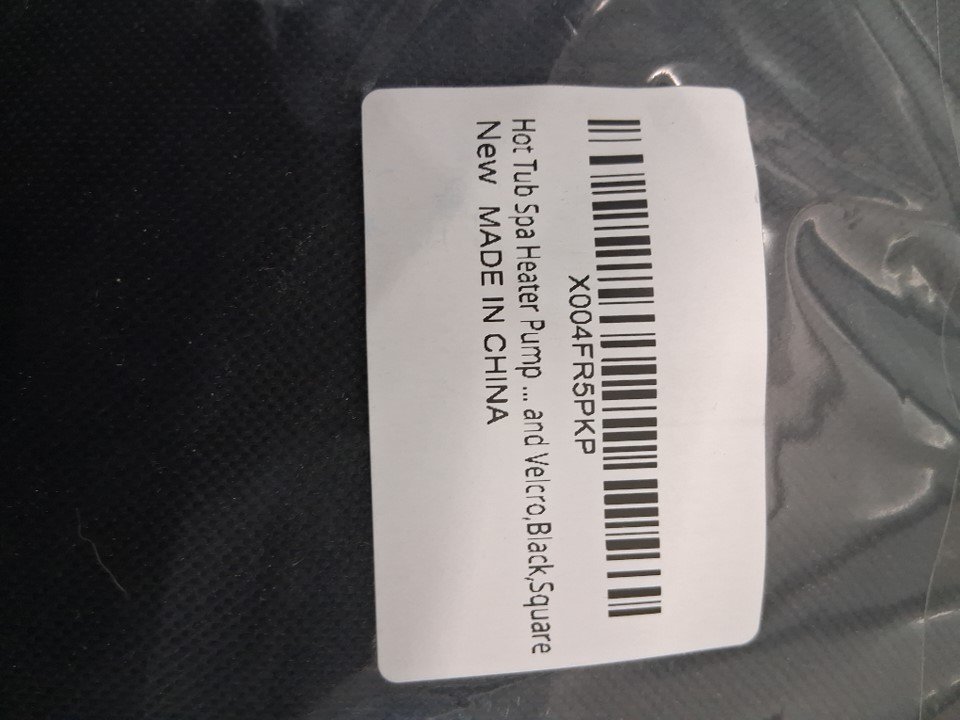 X004FR5PKP
Hot Tub Spa Heater Pump ... and Velcro,Black,Square
New MADE IN CHINA